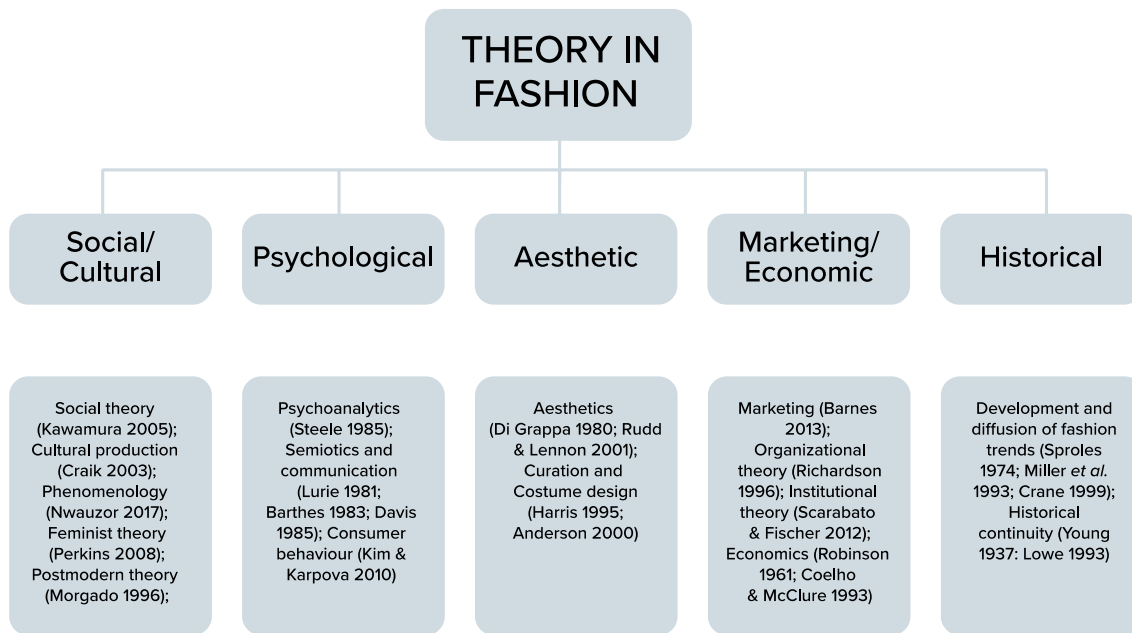 THEORY IN
FASHION
Social/
Cultural
Psychological
Aesthetic
Marketing/
Economic
Historical
Social theory
(Kawamura 2005);
Cultural production
(Craik 2003);
Phenomenology
(Nwauzor 2017);
Feminist theory
(Perkins 2008);
Postmodern theory
(Morgado 1996);
Psychoanalytics
(Steele 1985);
Semiotics and
communication
(Lurie 1981;
Barthes 1983; Davis
1985); Consumer
behaviour (Kim &
Karpova 2010)
Aesthetics
(Di Grappa 1980; Rudd
& Lennon 2001);
Curation and
Costume design
(Harris 1995;
Anderson 2000)
Marketing (Barnes
2013);
Organizational
theory (Richardson
1996); Institutional
theory (Scarabato
& Fischer 2012);
Economics (Robinson
1961; Coelho
& McClure 1993)
Development and
diffusion of fashion
trends (Sproles
1974; Miller et al.
1993; Crane 1999);
Historical
continuity (Young
1937: Lowe 1993)